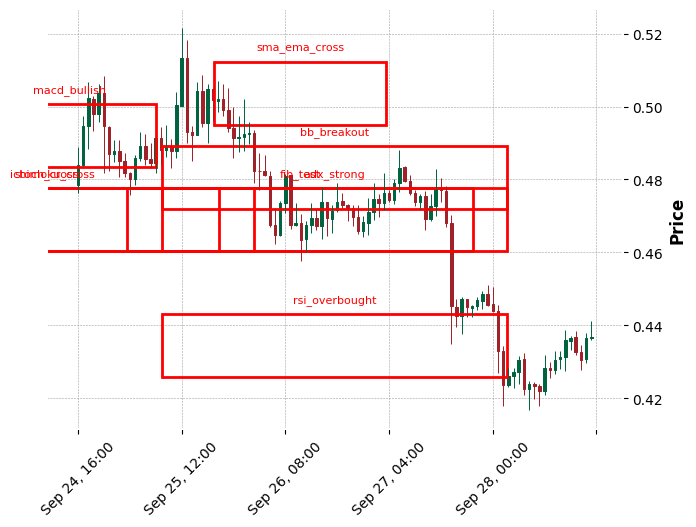 sma_ema_cross
0.52
macd_bullish
0.50
bb_breakout
0.48
stoch_cross
adx_strong
Price
0.46
rsi_overbought
0.44
0.42
Sep 24, 16:00
Sep 25, 12:00
Sep 26, 08:00
Sep 27, 04:00
Sep 28, 00:00